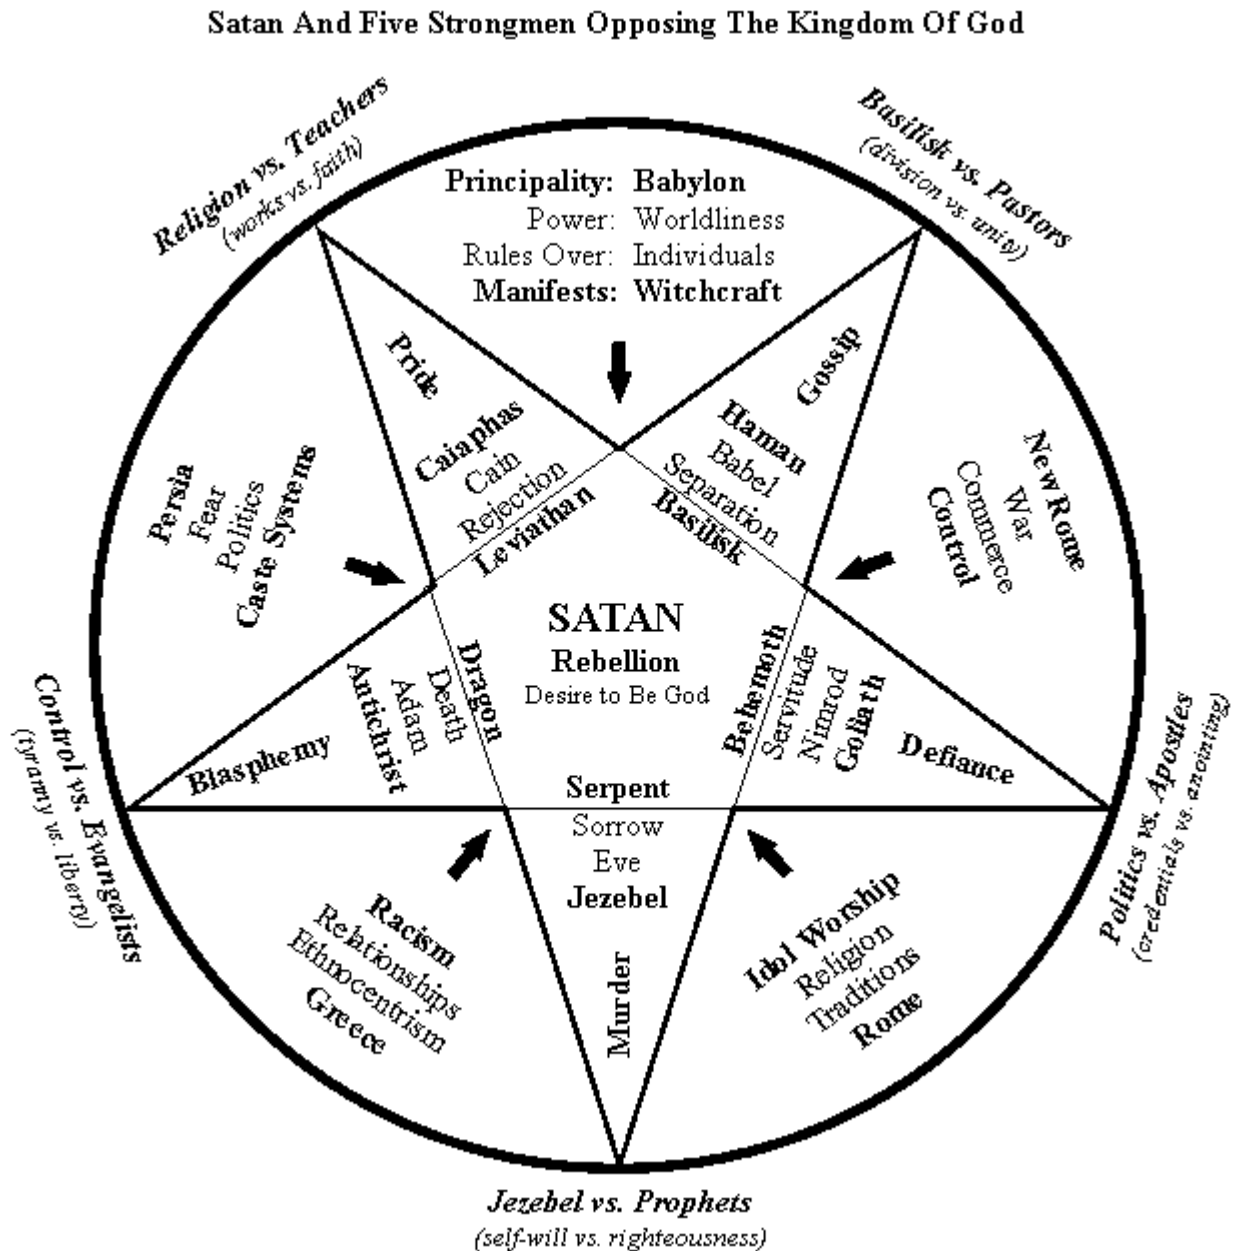 Satan And Five Strongmen Opposing The Kingdom Of God
Religion vs. Teachers
(works vs. faith)
Basilisk vs. Pastors
(division vs. unity)
Principality: Babylon
Power: Worldliness
Rules Over: Individuals
Manifests: Witchcraft
Pride
Caiaphas
Cain
Rejection
Leviathan
Gossip
Haman
Babel
Separation
Basilisk
Persia
Fear
Politics
Caste Systems
New Rome
War
Commerce
Control
SATAN
Rebellion
Desire to Be God
Blasphemy
Antichrist
Adam
Death
Dragon
Behemoth
Servitude
Nimrod
Goliath
Defiance
Control vs. Evangelists
(tyranny vs. liberty)
Politics vs. Apostles
(credentials vs. anointing)
Serpent
Sorrow
Eve
Jezebel
Murder
Racism
Relationships
Ethnocentrism
Greece
Idol Worship
Religion
Traditions
Rome
Jezebel vs. Prophets
(self-will vs. righteousness)